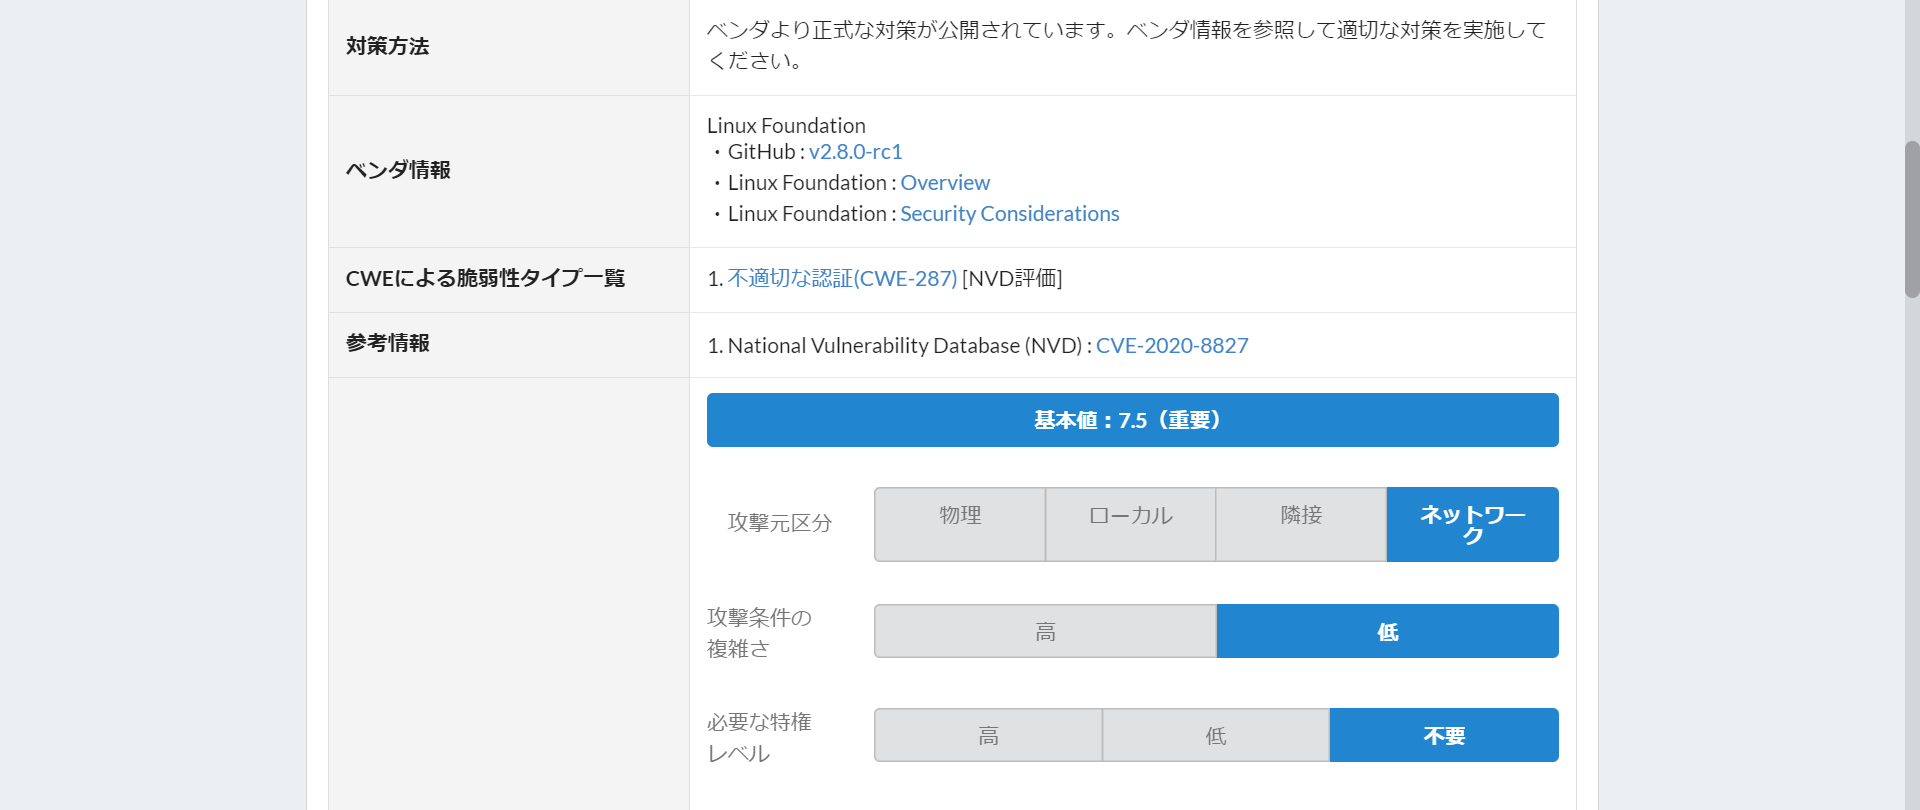 対策方法
ベンダより正式な対策が公開されています。ベンダ情報を参照して適切な対策を実施して
ください。
ベンダ情報
Linux Foundation
・GitHub : v2.8.0-rc1
・Linux Foundation : Overview
・Linux Foundation : Security Considerations
CWEによる脆弱性タイプ一覧
1. 不適切な認証(CWE-287) [NVD評価]
参考情報
1. National Vulnerability Database (NVD) : CVE-2020-8827
基本値：7.5（重要）
攻撃元区分
物理
ローカル
隣接
ネットワー
ク
攻撃条件の
複雑さ
高
低
必要な特権
レベル
高
低
不要